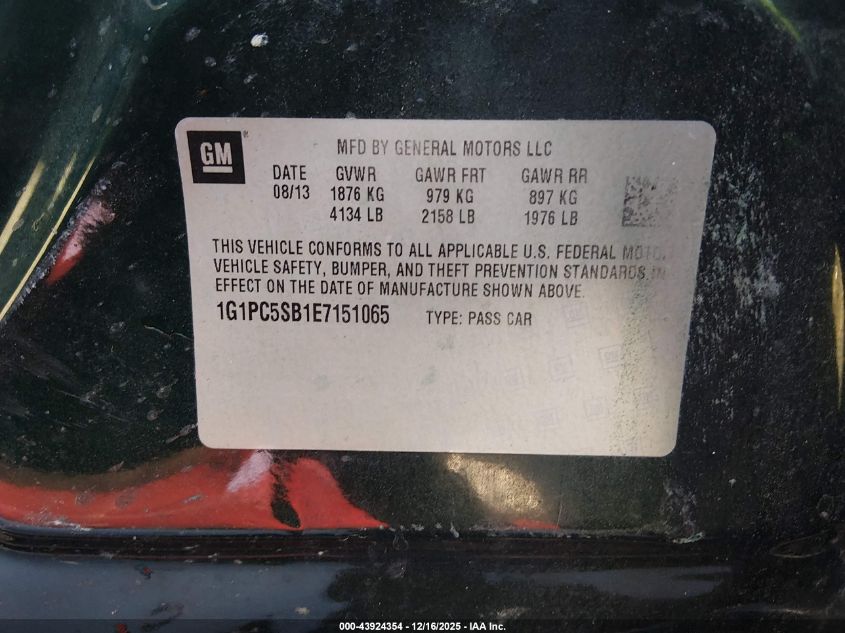 GM
MFD BY GENERAL MOTORS LLC
DATE GVWR GAWR FRT GAWR RR
08/13 1876 KG 979 KG 897 KG
4134 LB 2158 LB 1976 LB
THIS VEHICLE CONFORMS TO ALL APPLICABLE U.S. FEDERAL MOTOR
VEHICLE SAFETY, BUMPER, AND THEFT PREVENTION STANDARDS IN
EFFECT ON THE DATE OF MANUFACTURE SHOWN ABOVE.
1G1PC5SB1E7151065 TYPE: PASS CAR
000-43924354 - 12/16/2025 - IAA Inc.